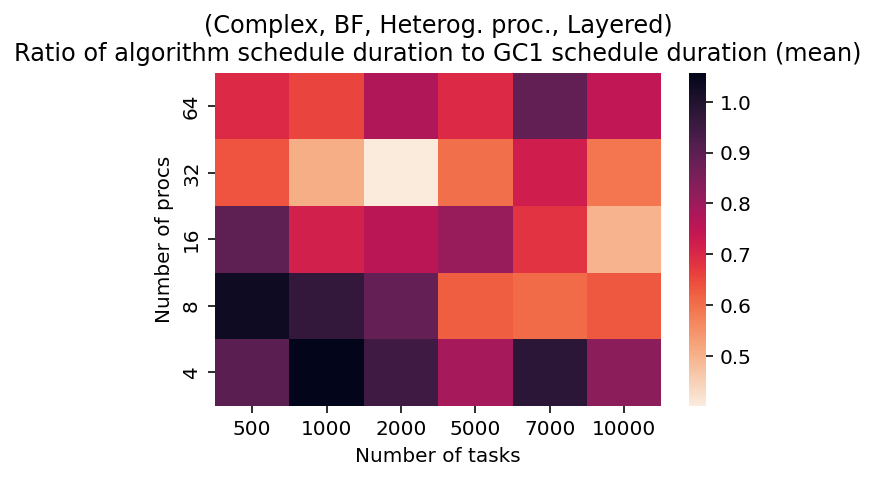 (Complex, BF, Heterog. proc., Layered)
Ratio of algorithm schedule duration to GC1 schedule duration (mean)
Number of procs
64
32
16
8
4
500 1000 2000 5000 7000 10000
Number of tasks
1.0
0.9
0.8
0.7
0.6
0.5